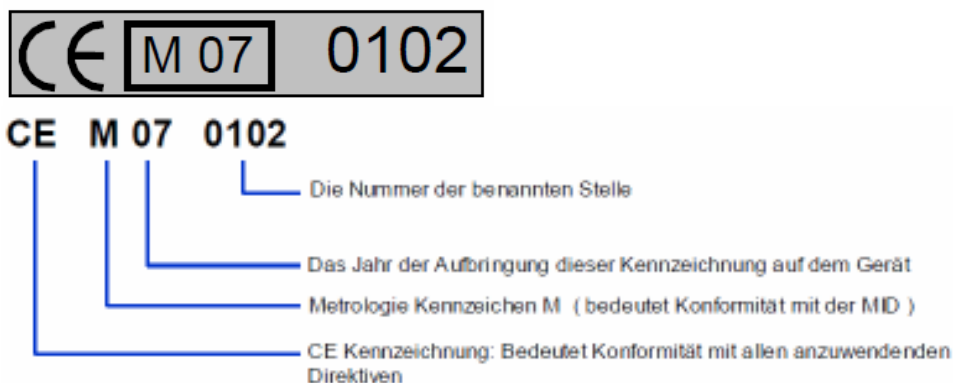 CE M 07 0102
CE M 07 0102
Die Nummer der benannten Stelle
Das Jahr der Aufbringung dieser Kennzeichnung auf dem Gerät
Metrologie Kennzeichen M ( bedeutet Konformität mit der MID )
CE Kennzeichnung: Bedeutet Konformität mit allen anzuwendenden
Direktiven